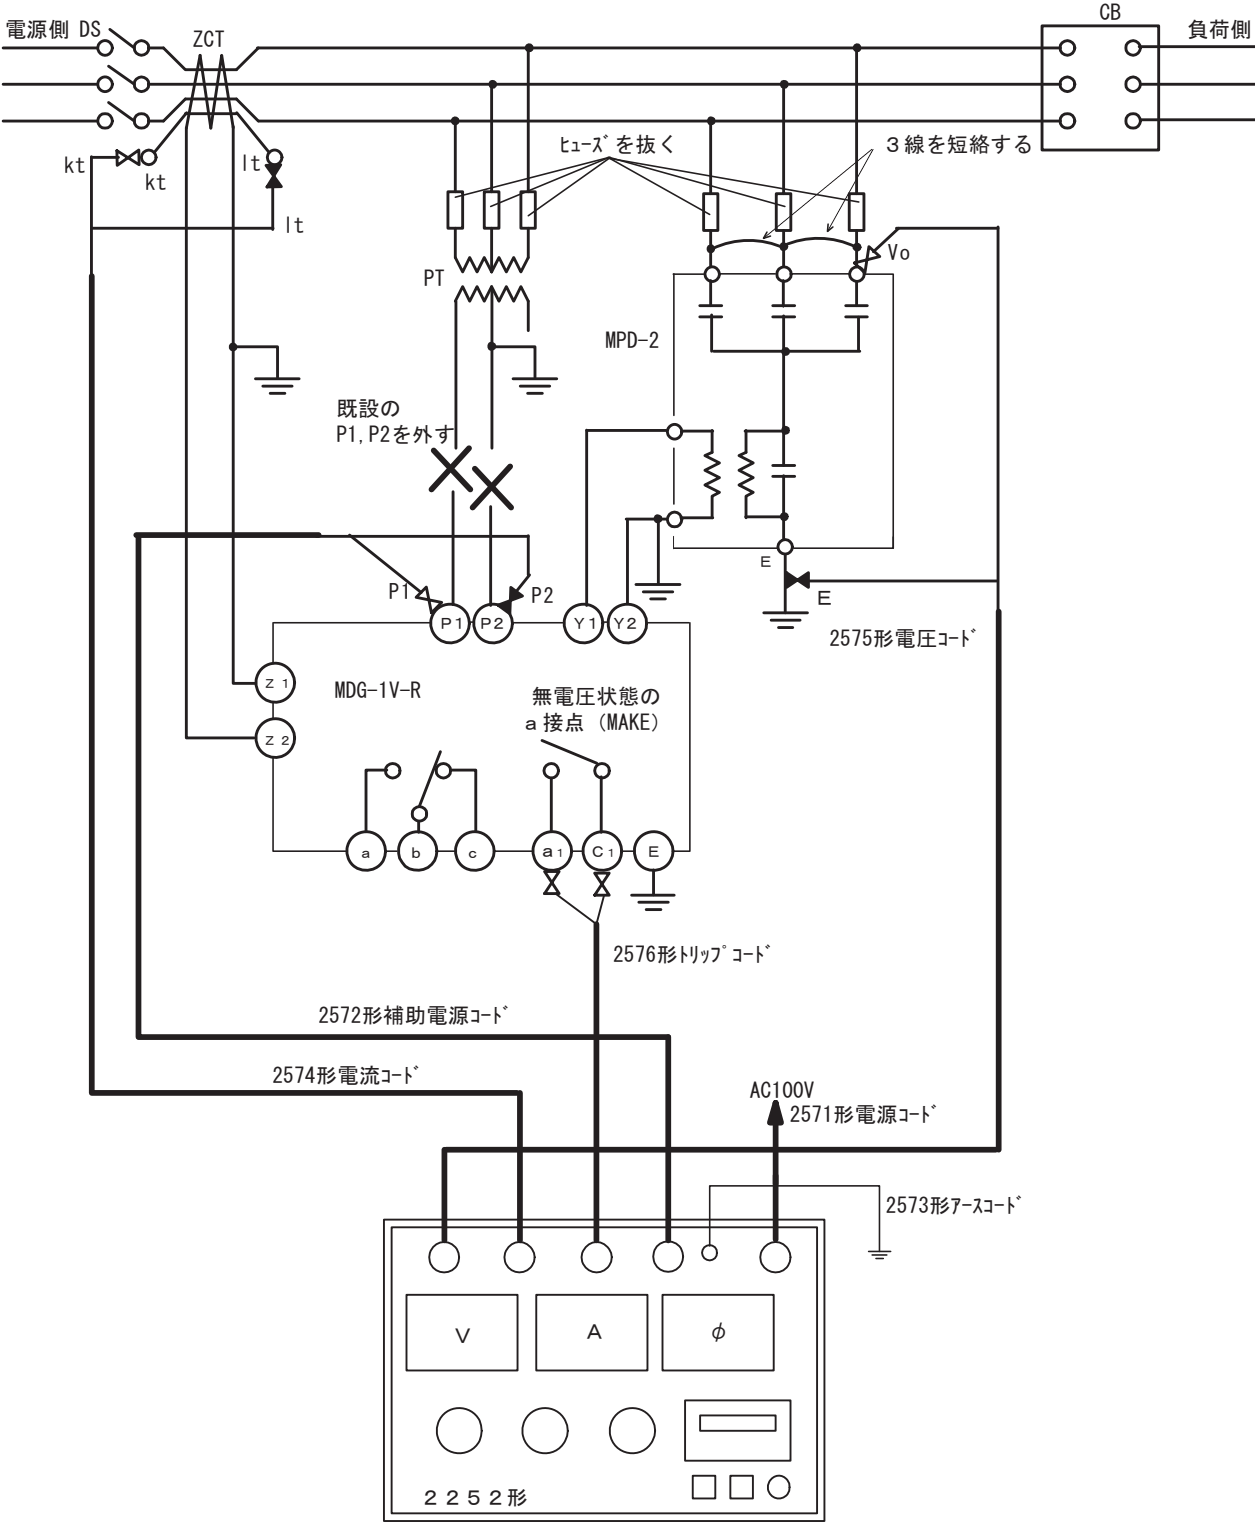 電源側 DS
ZCT
CB
負荷側
ﾋｭｰｽﾞを抜く
３線を短絡する
kt
kt
lt
lt
Vo
PT
MPD-2
既設の
P1,P2を外す
E
E
P1
P2
2575形電圧ｺｰﾄﾞ
P1
P2
Y1
Y2
Z1
Z2
MDG-1V-R
無電圧状態の
a接点（MAKE）
a
b
c
a1
C1
E
2576形ﾄﾘｯﾌﾟｺｰﾄﾞ
2572形補助電源ｺｰﾄﾞ
2574形電流ｺｰﾄﾞ
AC100V
2571形電源ｺｰﾄﾞ
2573形ｱｰｽｺｰﾄﾞ
V
A
φ
２２５２形